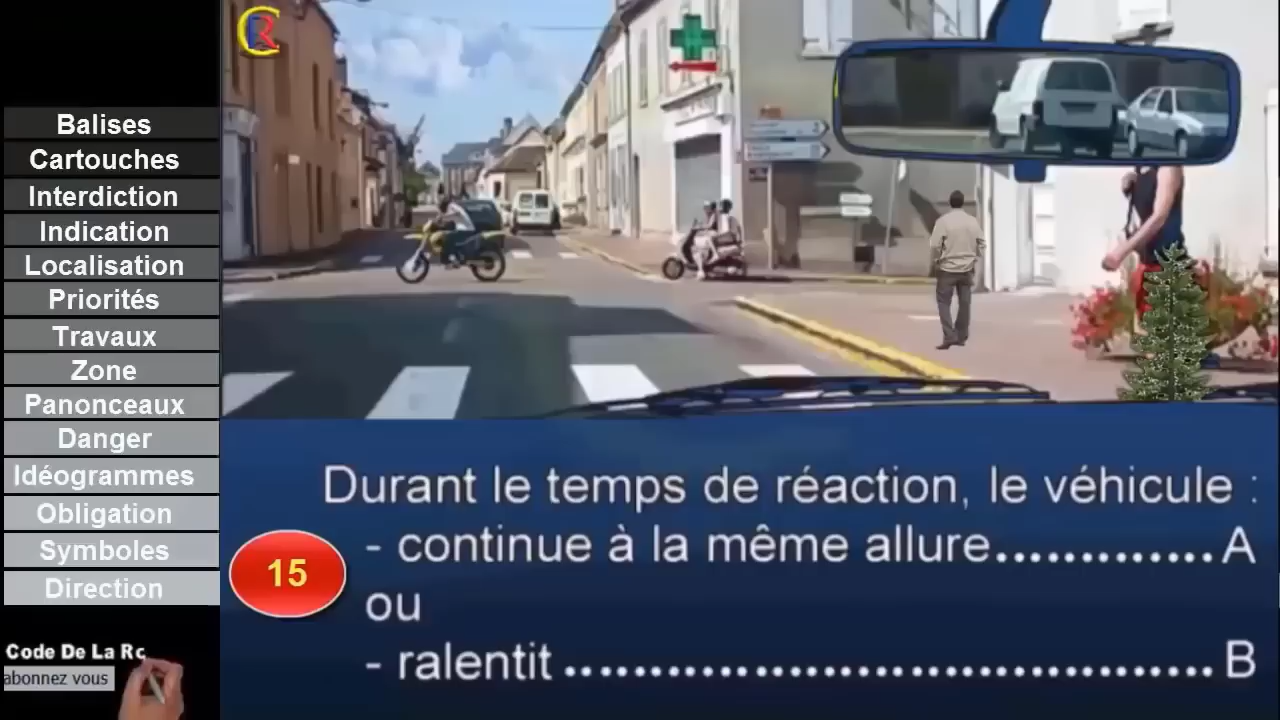 Balises
Cartouches
Interdiction
Indication
Localisation
Priorités
Travaux
Zone
Panonceaux
Danger
Idéogrammes
Obligation
Symboles
Direction
Code De La Rc
abonnez vous
CR
Durant le temps de réaction, le véhicule :
- continue à la même allure.............A
ou
- ralentit.......................................B
15